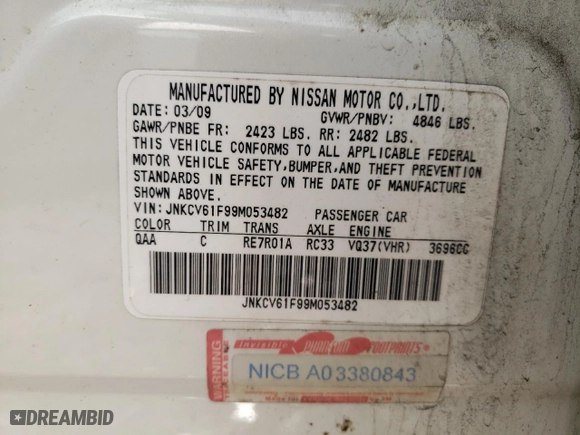 MANUFACTURED BY NISSAN MOTOR CO.,LTD.
DATE: 03/09 GVWR/PNBV: 4846 LBS.
GAWR/PNBE FR: 2423 LBS. RR: 2482 LBS.
THIS VEHICLE CONFORMS TO ALL APPLICABLE FEDERAL
MOTOR VEHICLE SAFETY,BUMPER,AND THEFT PREVENTION
STANDARDS IN EFFECT ON THE DATE OF MANUFACTURE
SHOWN ABOVE.
VIN: JNKCV61F99M053482 PASSENGER CAR
COLOR TRIM TRANS AXLE ENGINE
QAA C RE7R01A RC33 VQ37(VHR) 3696CC
JNKCV61F99M053482
WARNING
Invisible FOOTPRINTS
NICB A03380843
DREAMBID